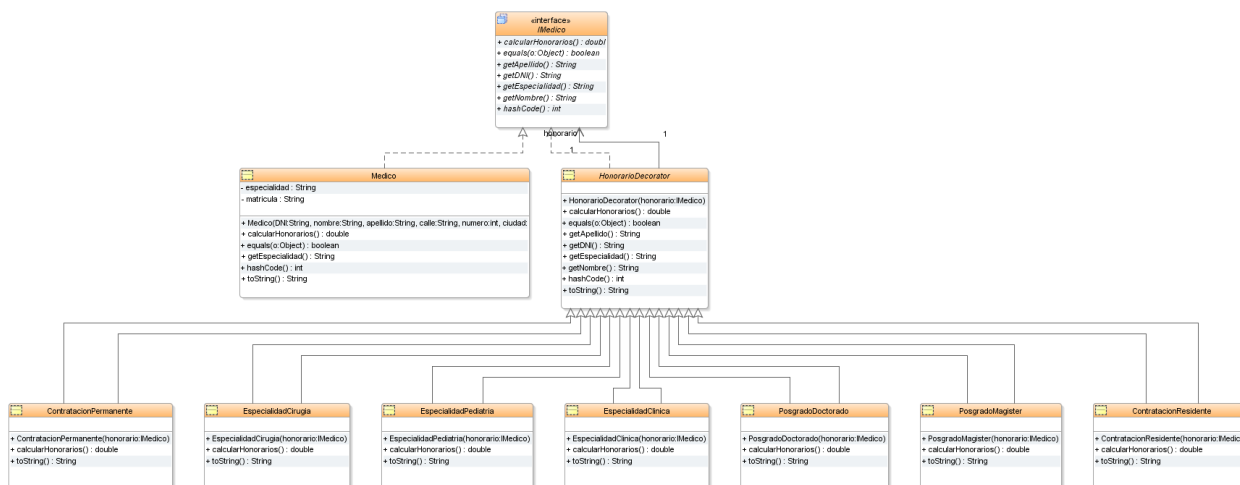 «interface»
IMedico
+ calcularHonorarios() : doubl
+ equals(o:Object) : boolean
+ getApellido() : String
+ getDNI() : String
+ getEspecialidad() : String
+ getNombre() : String
+ hashCode() : int
honorario
1
1
Medico
- especialidad : String
- matricula : String
+ Medico(DNI:String, nombre:String, apellido:String, calle:String, numero:int, ciudad:
+ calcularHonorarios() : double
+ equals(o:Object) : boolean
+ getEspecialidad() : String
+ hashCode() : int
+ toString() : String
HonorarioDecorator
+ HonorarioDecorator(honorario:IMedico)
+ calcularHonorarios() : double
+ equals(o:Object) : boolean
+ getApellido() : String
+ getDNI() : String
+ getEspecialidad() : String
+ getNombre() : String
+ hashCode() : int
+ toString() : String
ContratacionPermanente
+ ContratacionPermanente(honorario:IMedico)
+ calcularHonorarios() : double
+ toString() : String
EspecialidadCirugia
+ EspecialidadCirugia(honorario:IMedico)
+ calcularHonorarios() : double
+ toString() : String
EspecialidadPediatria
+ EspecialidadPediatria(honorario:IMedico)
+ calcularHonorarios() : double
+ toString() : String
EspecialidadClinica
+ EspecialidadClinica(honorario:IMedico)
+ calcularHonorarios() : double
+ toString() : String
PosgradoDoctorado
+ PosgradoDoctorado(honorario:IMedico)
+ calcularHonorarios() : double
+ toString() : String
PosgradoMagister
+ PosgradoMagister(honorario:IMedico)
+ calcularHonorarios() : double
+ toString() : String
ContratacionResidente
+ ContratacionResidente(honorario:IMedic
+ calcularHonorarios() : double
+ toString() : String